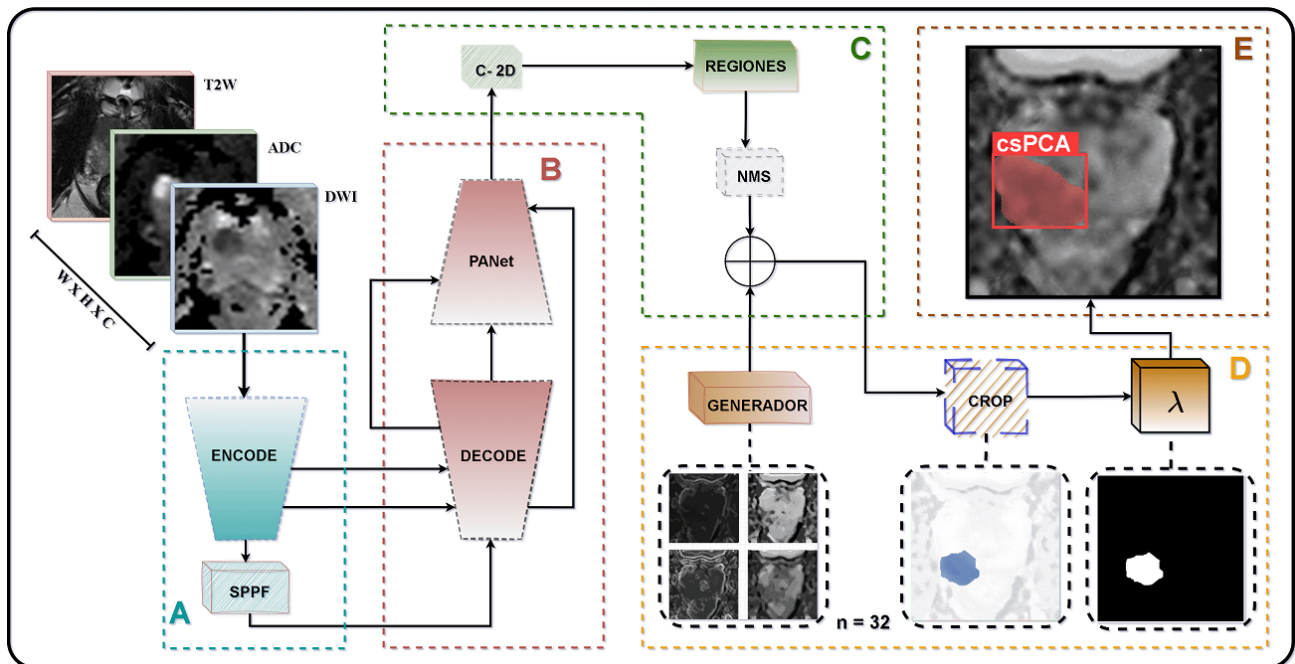 T2W
ADC
DWI
W X H X C
ENCODE
SPPF
A
B
PANet
DECODE
C
C- 2D
REGIONES
NMS
GENERADOR
n = 32
D
CROP
λ
E
csPCA